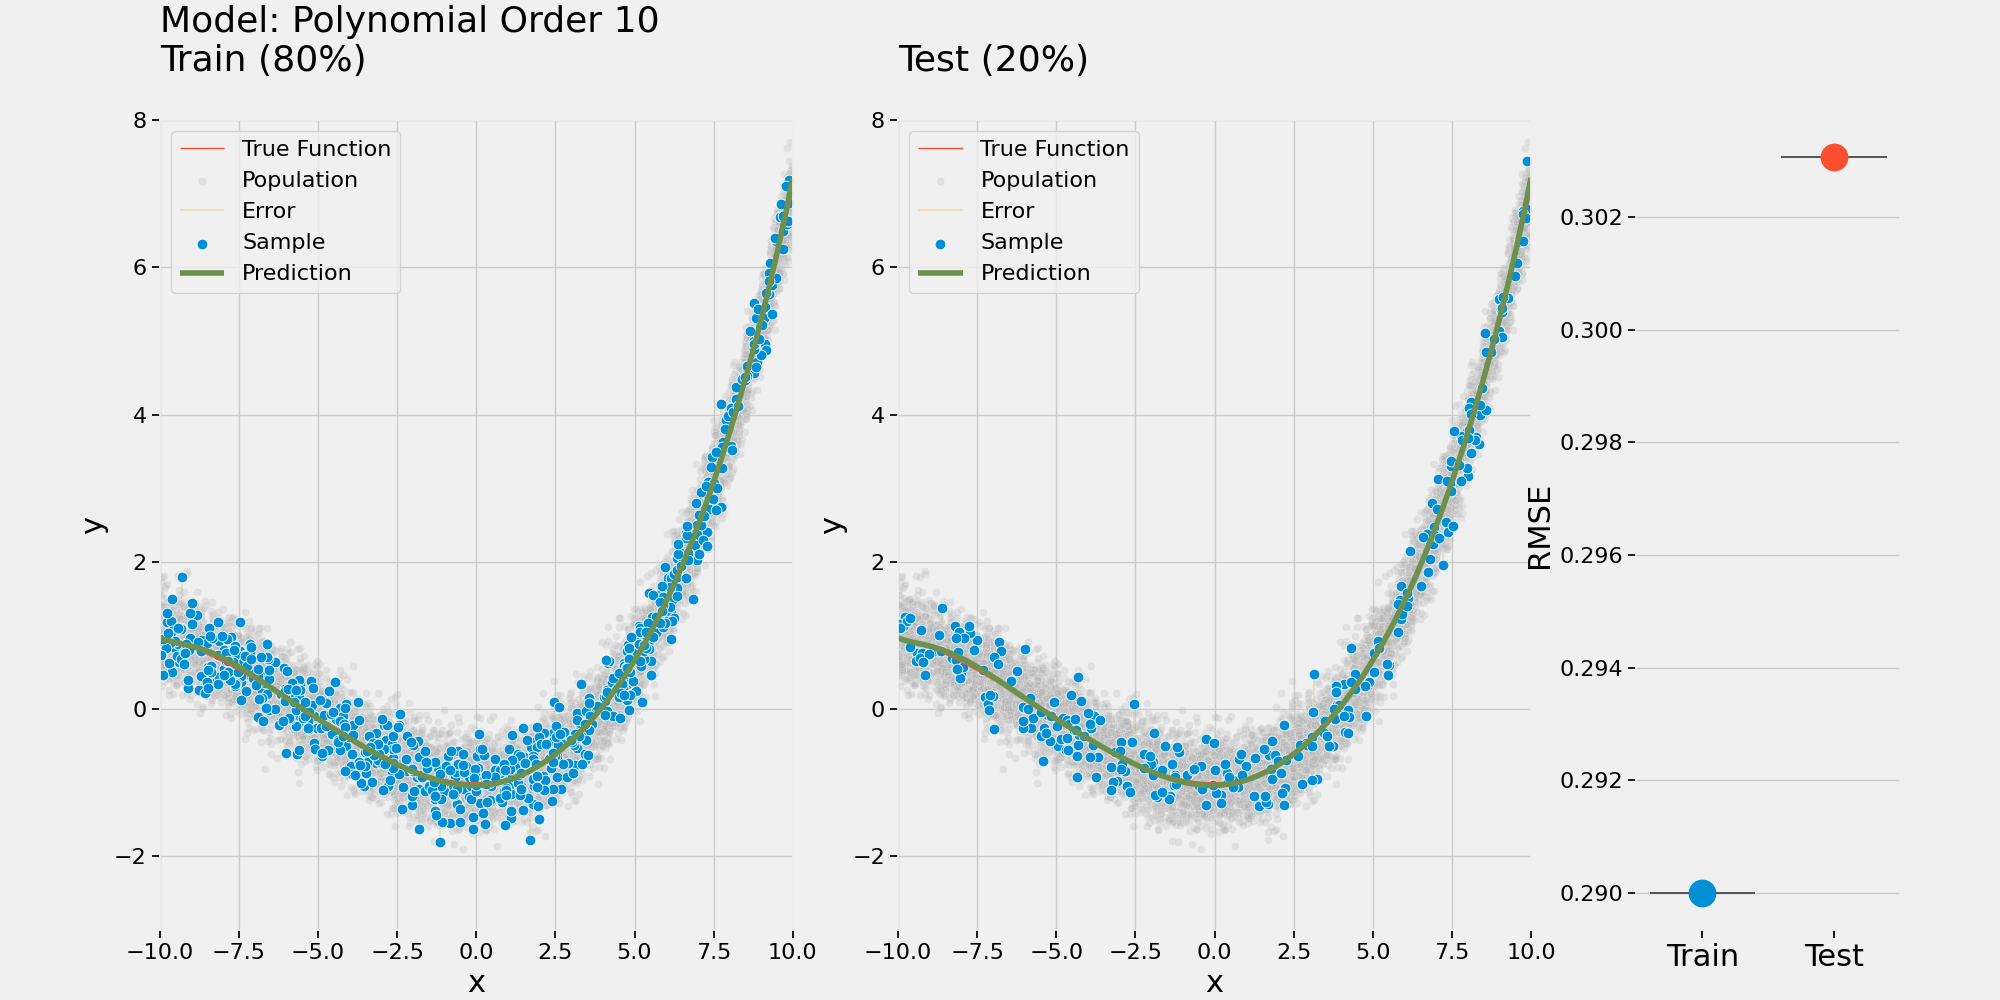 Model: Polynomial Order 10
Train (80%)
Test (20%)
8
6
4
2
0
−2
y
True Function
Population
Error
Sample
Prediction
−10.0 −7.5 −5.0 −2.5 0.0 2.5 5.0 7.5 10.0
x
8
6
4
2
0
−2
y
True Function
Population
Error
Sample
Prediction
−10.0 −7.5 −5.0 −2.5 0.0 2.5 5.0 7.5 10.0
x
0.302
0.300
0.298
0.296
0.294
0.292
0.290
RMSE
Train Test